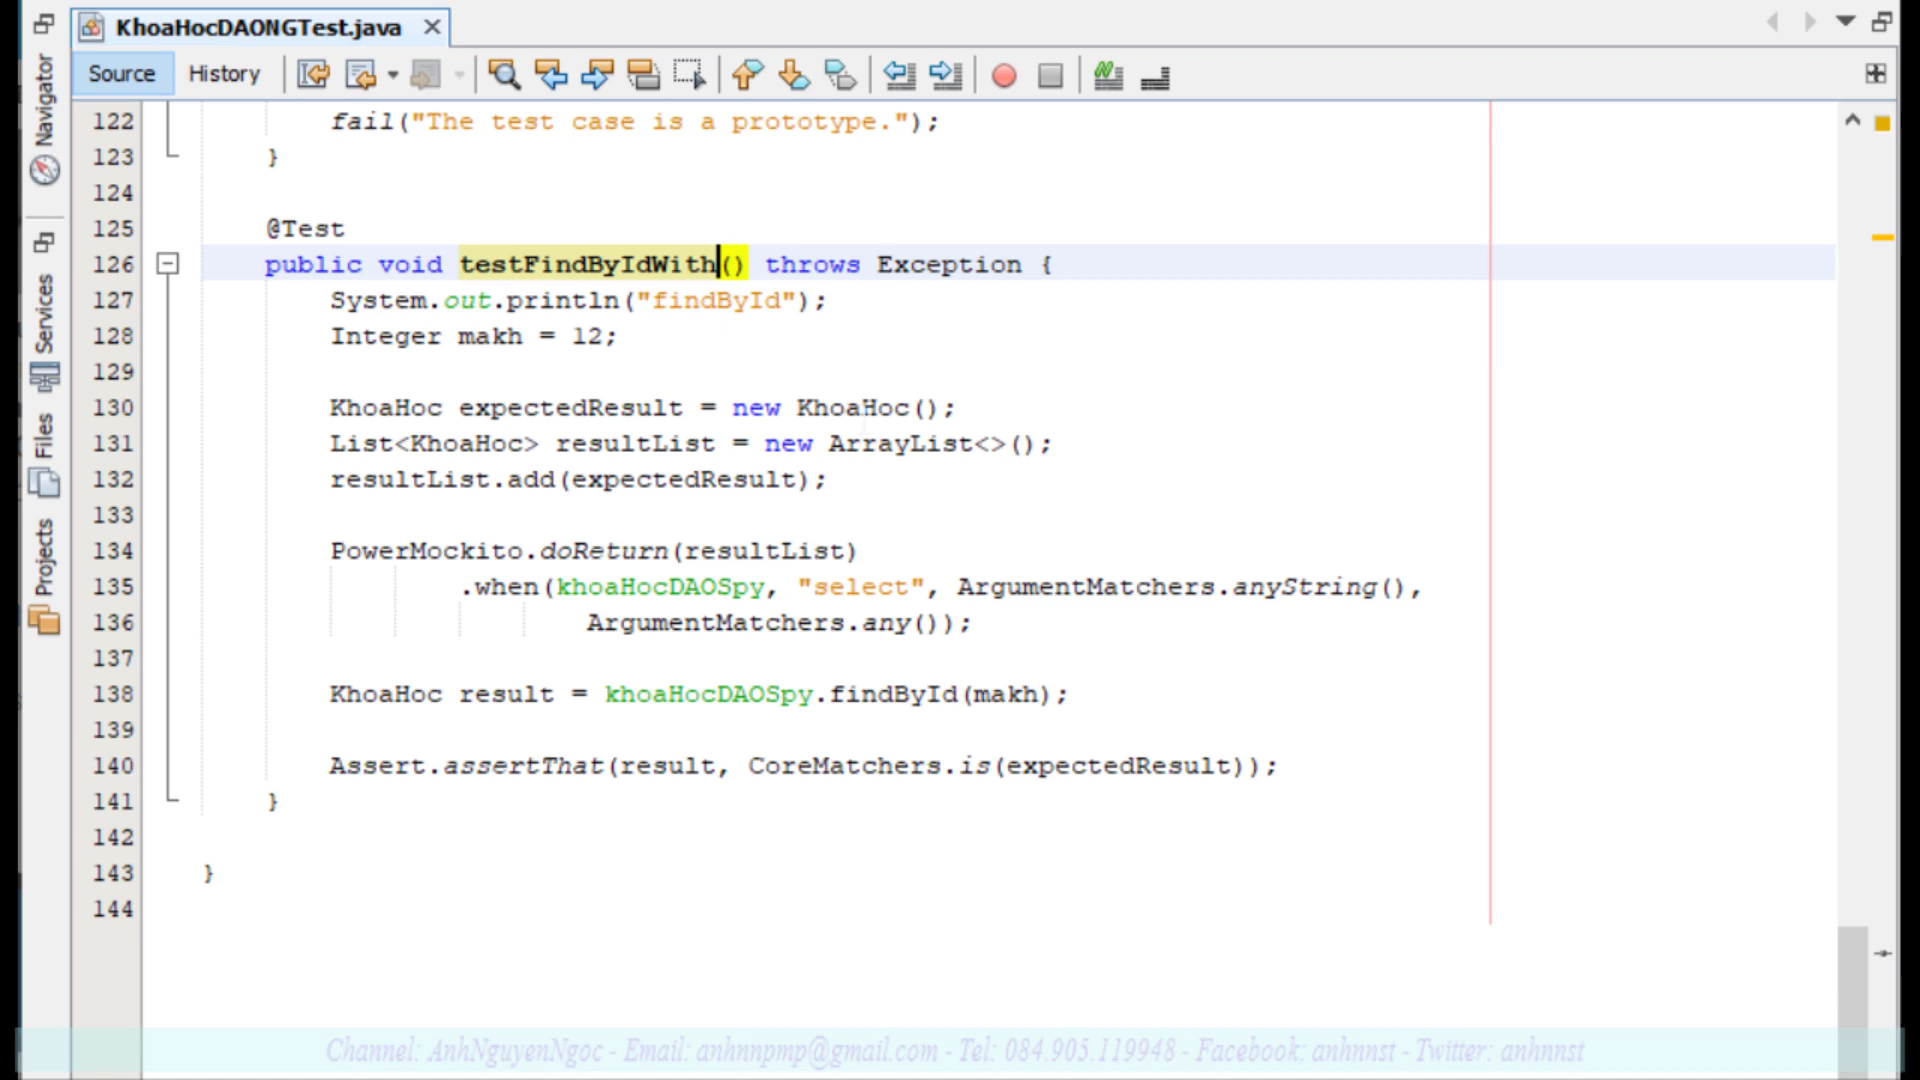 KhoaHocDAONGTest.java
Source History
Navigator
Services
Files
Projects
122 fail("The test case is a prototype.");
123 }
124
125 @Test
126 public void testFindByIdWith() throws Exception {
127 System.out.println("findById");
128 Integer makh = 12;
129
130 KhoaHoc expectedResult = new KhoaHoc();
131 List<KhoaHoc> resultList = new ArrayList<>();
132 resultList.add(expectedResult);
133
134 PowerMockito.doReturn(resultList)
135 .when(khoaHocDAOSpy, "select", ArgumentMatchers.anyString(),
136 ArgumentMatchers.any());
137
138 KhoaHoc result = khoaHocDAOSpy.findById(makh);
139
140 Assert.assertThat(result, CoreMatchers.is(expectedResult));
141 }
142
143 }
144
Channel: AnhNguyenNgoc - Email: anhnnpmp@gmail.com - Tel: 084.905.119948 - Facebook: anhnnst - Twitter: anhnnst